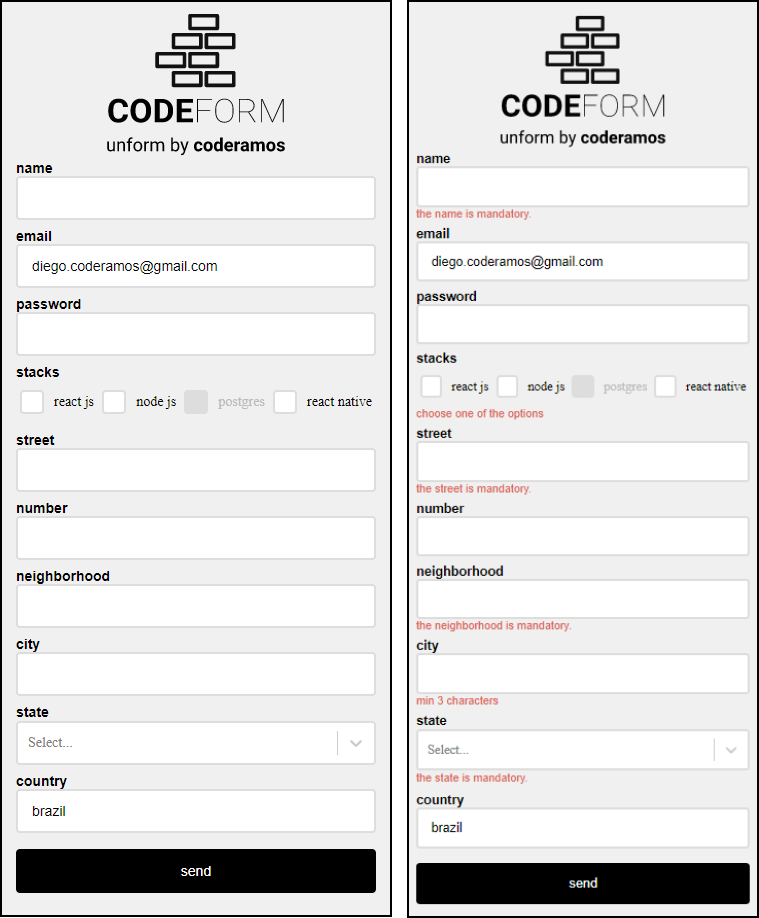 CODEFORM
unform by coderamos
name
email
diego.coderamos@gmail.com
password
stacks
react js node js postgres react native
street
number
neighborhood
city
state
Select...
country
brazil
send
CODEFORM
unform by coderamos
name
the name is mandatory.
email
diego.coderamos@gmail.com
password
stacks
react js node js postgres react native
choose one of the options
street
the street is mandatory.
number
neighborhood
the neighborhood is mandatory.
city
min 3 characters
state
Select...
the state is mandatory.
country
brazil
send